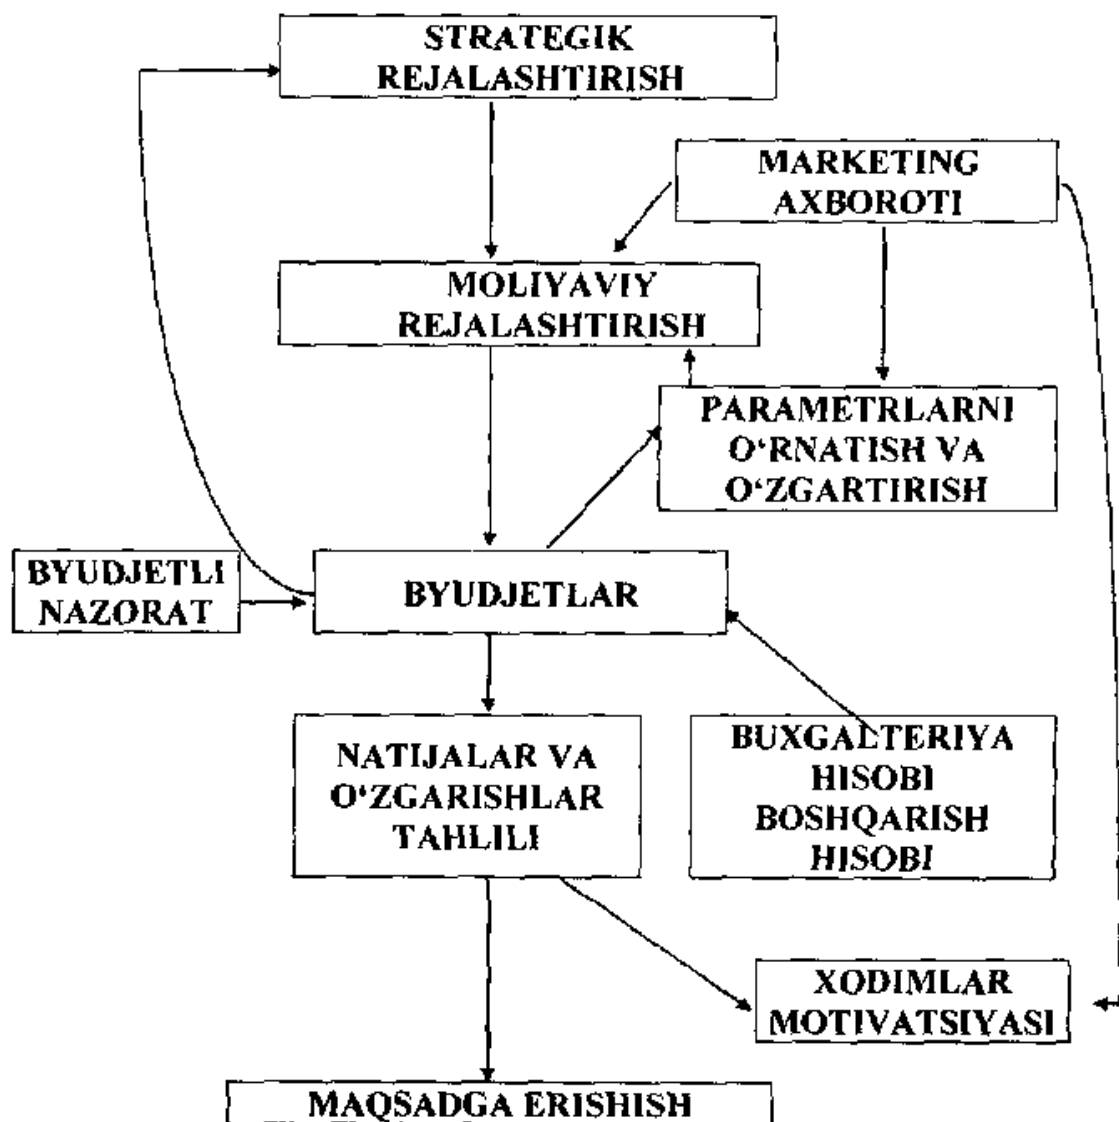 STRATEGIK
REJALASHTIRISH
MARKETING
AXBOROTI
MOLIYAVIY
REJALASHTIRISH
PARAMETRLARNI
O‘RNATISH VA
O‘ZGARTIRISH
BYUDJETLI
NAZORAT
BYUDJETLAR
NATIJALAR VA
O‘ZGARISHLAR
TAHLILI
BUXGALTERIYA
HISOBI
BOSHQARISH
HISOBI
XODIMLAR
MOTIVATSIYASI
MAQSADGA ERISHISH